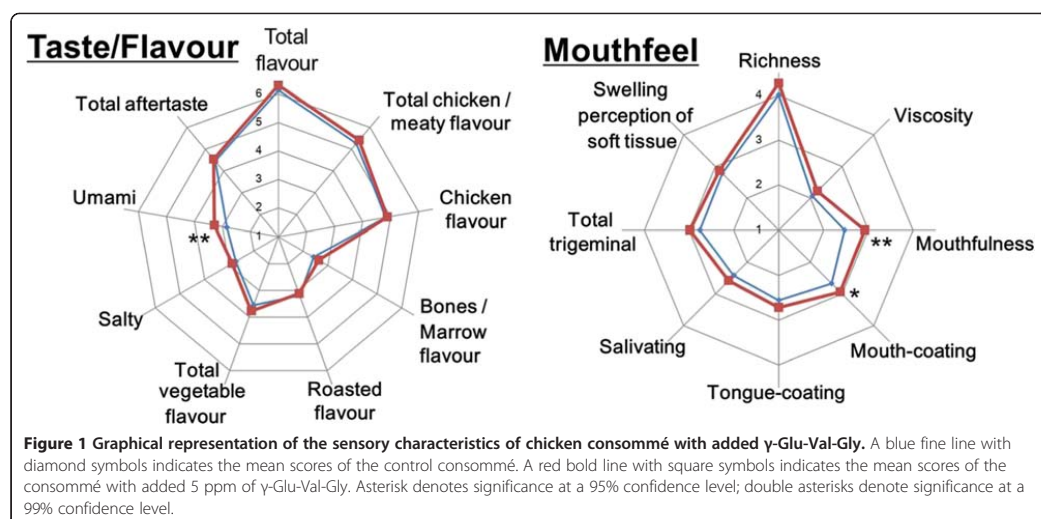 Taste/Flavour
Total
flavour
Total chicken /
meaty flavour
Chicken
flavour
Bones /
Marrow
flavour
Roasted
flavour
Total
vegetable
flavour
Salty
Umami
Total aftertaste
6
5
4
3
2
1
**
Mouthfeel
Richness
Viscosity
Mouthfulness
Mouth-coating
Tongue-coating
Salivating
Total
trigeminal
Swelling
perception of
soft tissue
4
3
2
1
**
*
Figure 1 Graphical representation of the sensory characteristics of chicken consommé with added γ-Glu-Val-Gly. A blue fine line with
diamond symbols indicates the mean scores of the control consommé. A red bold line with square symbols indicates the mean scores of the
consommé with added 5 ppm of γ-Glu-Val-Gly. Asterisk denotes significance at a 95% confidence level; double asterisks denote significance at a
99% confidence level.